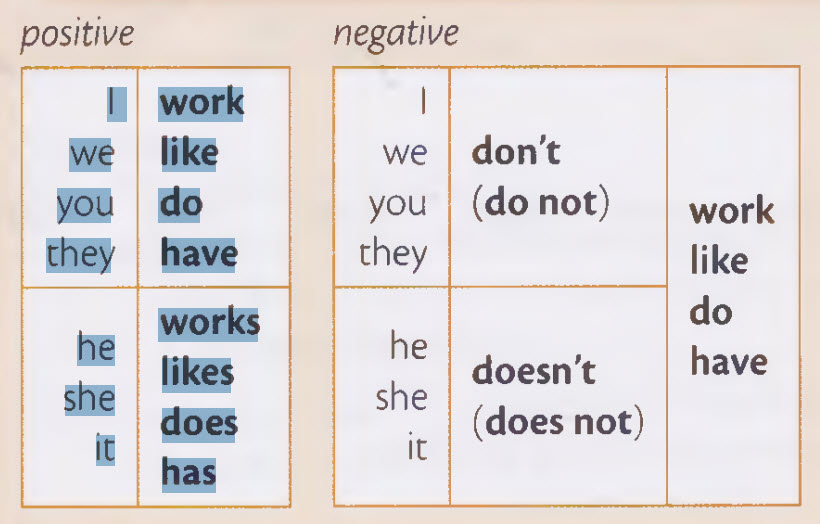 positive
I
we
you
they
work
like
do
have
he
she
it
works
likes
does
has
negative
I
we
you
they
don't
(do not)
he
she
it
doesn't
(does not)
work
like
do
have